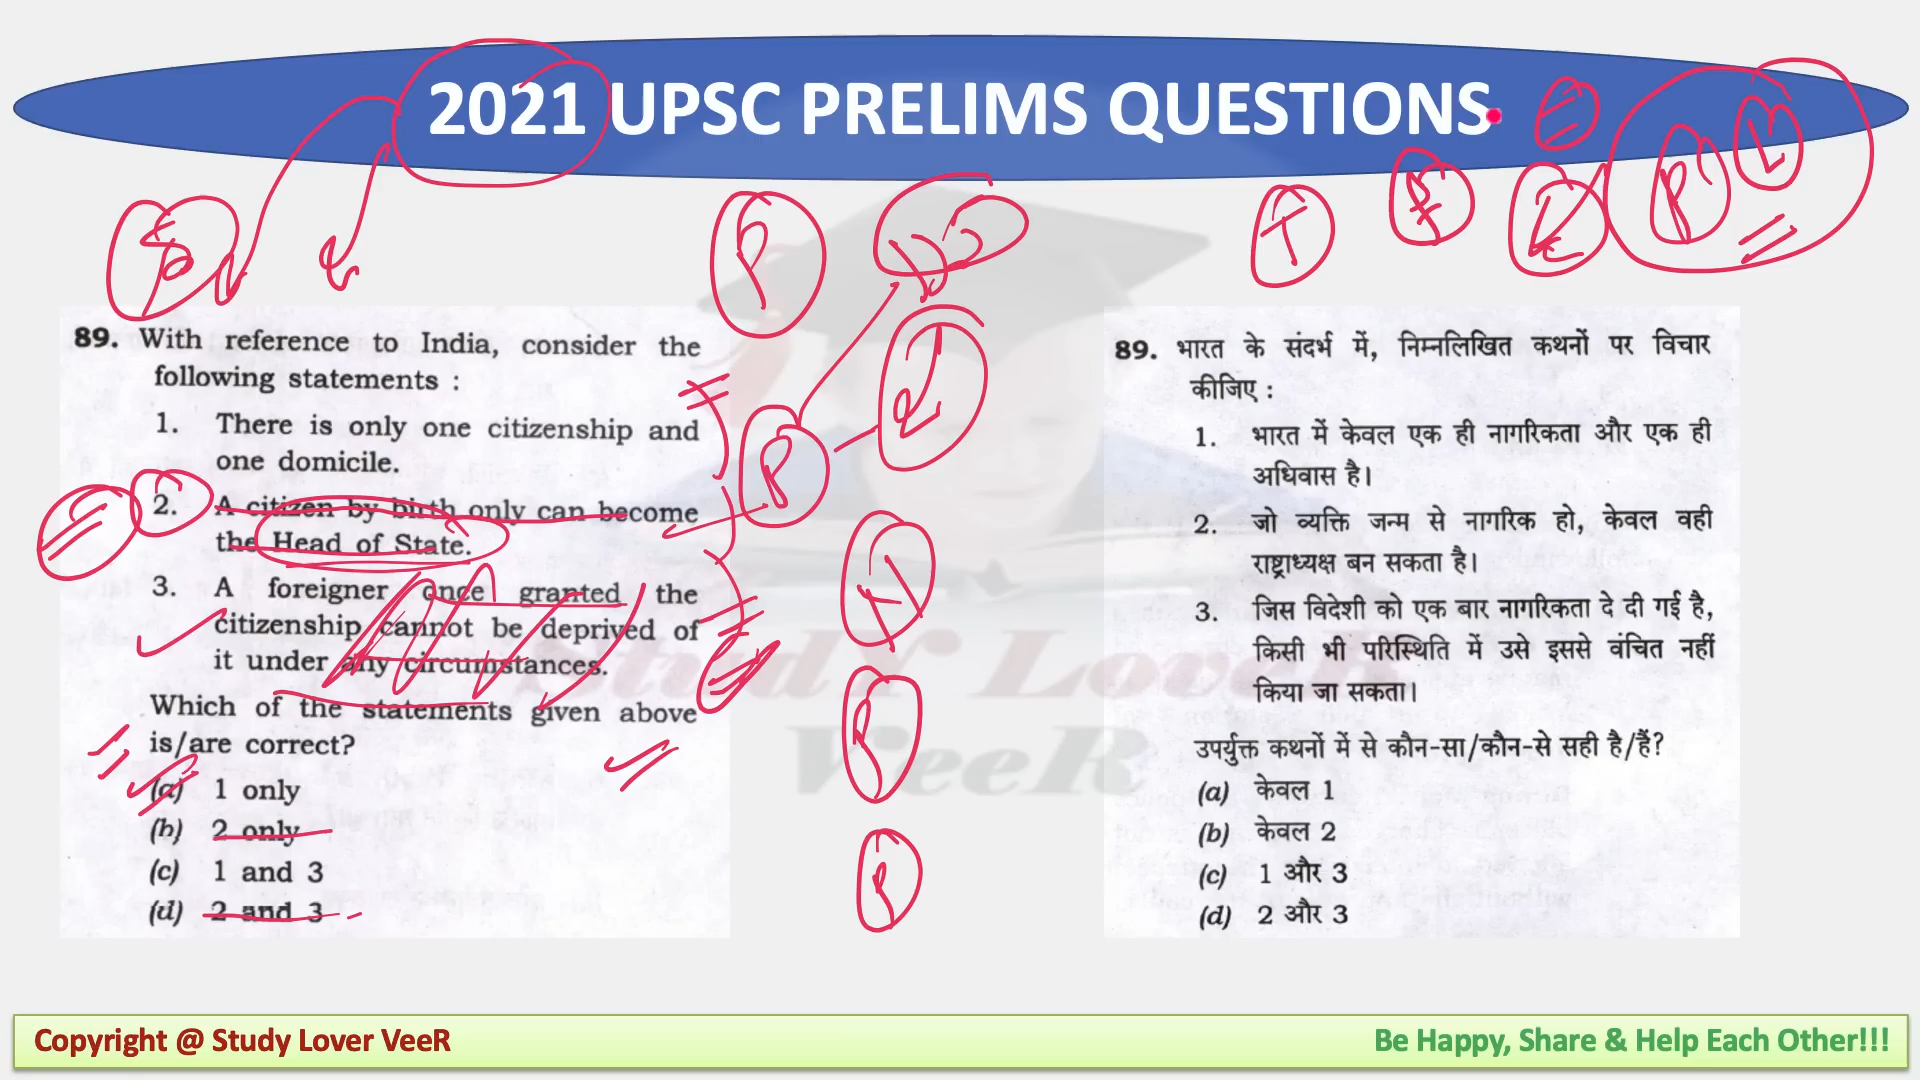 2021 UPSC PRELIMS QUESTIONS
89. With reference to India, consider the
following statements :
1. There is only one citizenship and
one domicile.
2. A citizen by birth only can become
the Head of State.
3. A foreigner once granted the
citizenship cannot be deprived of
it under any circumstances.
Which of the statements given above
is/are correct?
(a) 1 only
(b) 2 only
(c) 1 and 3
(d) 2 and 3
89. भारत के संदर्भ में, निम्नलिखित कथनों पर विचार
कीजिए :
1. भारत में केवल एक ही नागरिकता और एक ही
अधिवास है।
2. जो व्यक्ति जन्म से नागरिक हो, केवल वही
राष्ट्राध्यक्ष बन सकता है।
3. जिस विदेशी को एक बार नागरिकता दे दी गई है,
किसी भी परिस्थिति में उसे इससे वंचित नहीं
किया जा सकता।
उपर्युक्त कथनों में से कौन-सा/कौन-से सही है/हैं?
(a) केवल 1
(b) केवल 2
(c) 1 और 3
(d) 2 और 3
Study LoveR
VeeR
Copyright @ Study Lover VeeR
Be Happy, Share & Help Each Other!!!